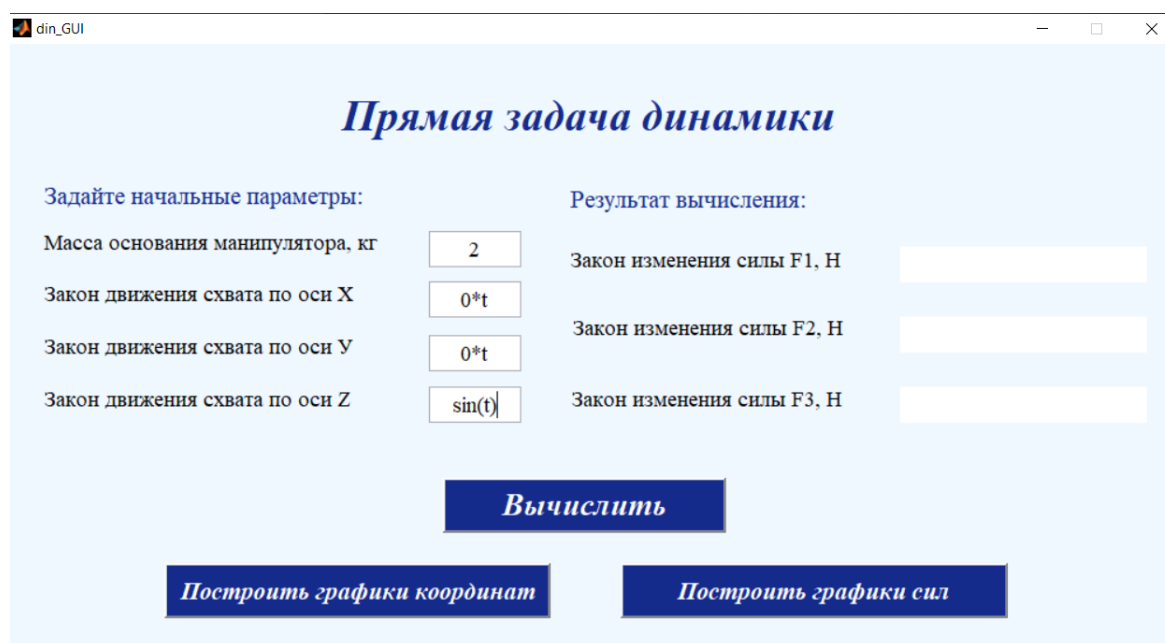 din_GUI
Прямая задача динамики
Задайте начальные параметры:
Масса основания манипулятора, кг
2
Закон движения схвата по оси X
0*t
Закон движения схвата по оси У
0*t
Закон движения схвата по оси Z
sin(t)
Результат вычисления:
Закон изменения силы F1, Н
Закон изменения силы F2, Н
Закон изменения силы F3, Н
Вычислить
Построить графики координат
Построить графики сил